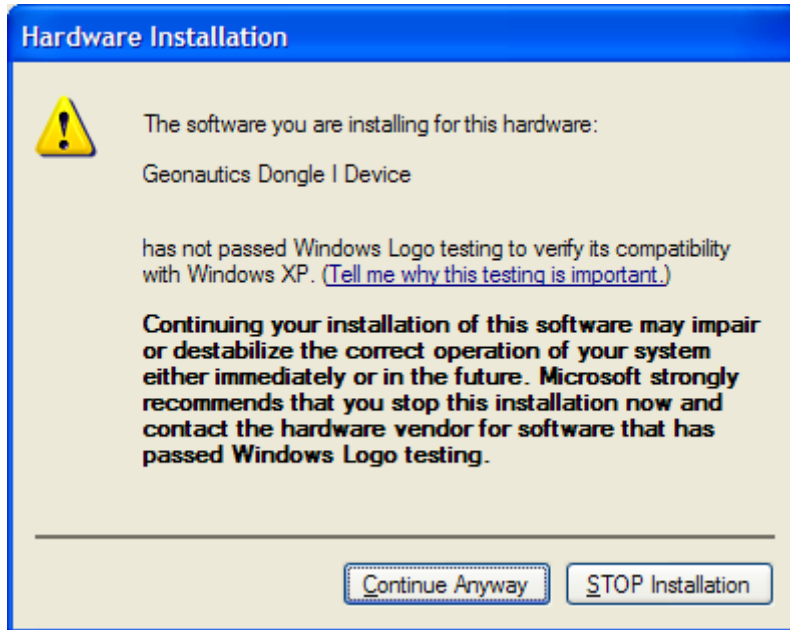 Hardware Installation
The software you are installing for this hardware:
Geonautics Dongle I Device
has not passed Windows Logo testing to verify its compatibility
with Windows XP. (Tell me why this testing is important.)
Continuing your installation of this software may impair
or destabilize the correct operation of your system
either immediately or in the future. Microsoft strongly
recommends that you stop this installation now and
contact the hardware vendor for software that has
passed Windows Logo testing.
Continue Anyway STOP Installation